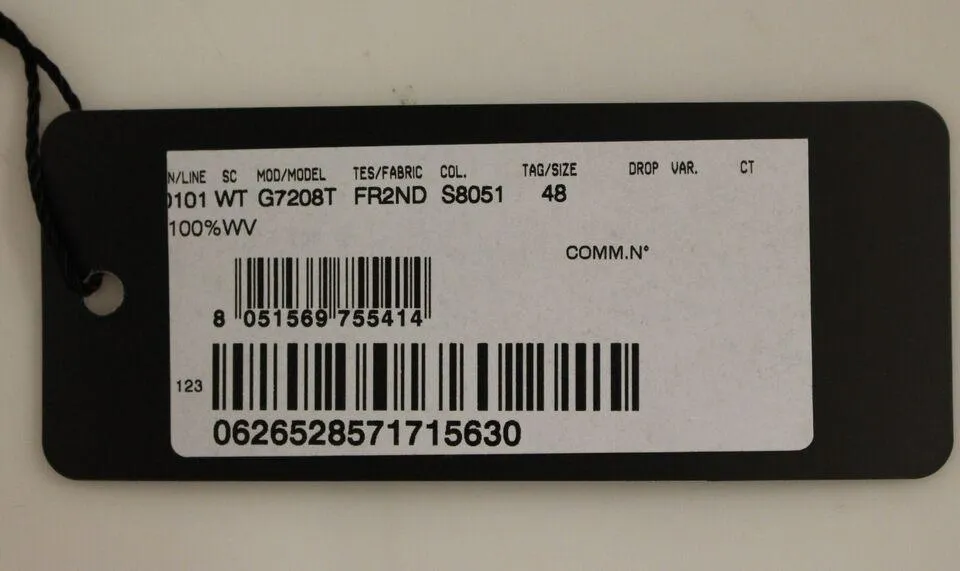 N/LINE SC MOD/MODEL TES/FABRIC COL. TAG/SIZE DROP VAR. CT
0101 WT G7208T FR2ND S8051 48
100%WV
COMM.N°
8 051569 755414
123
0626528571715630